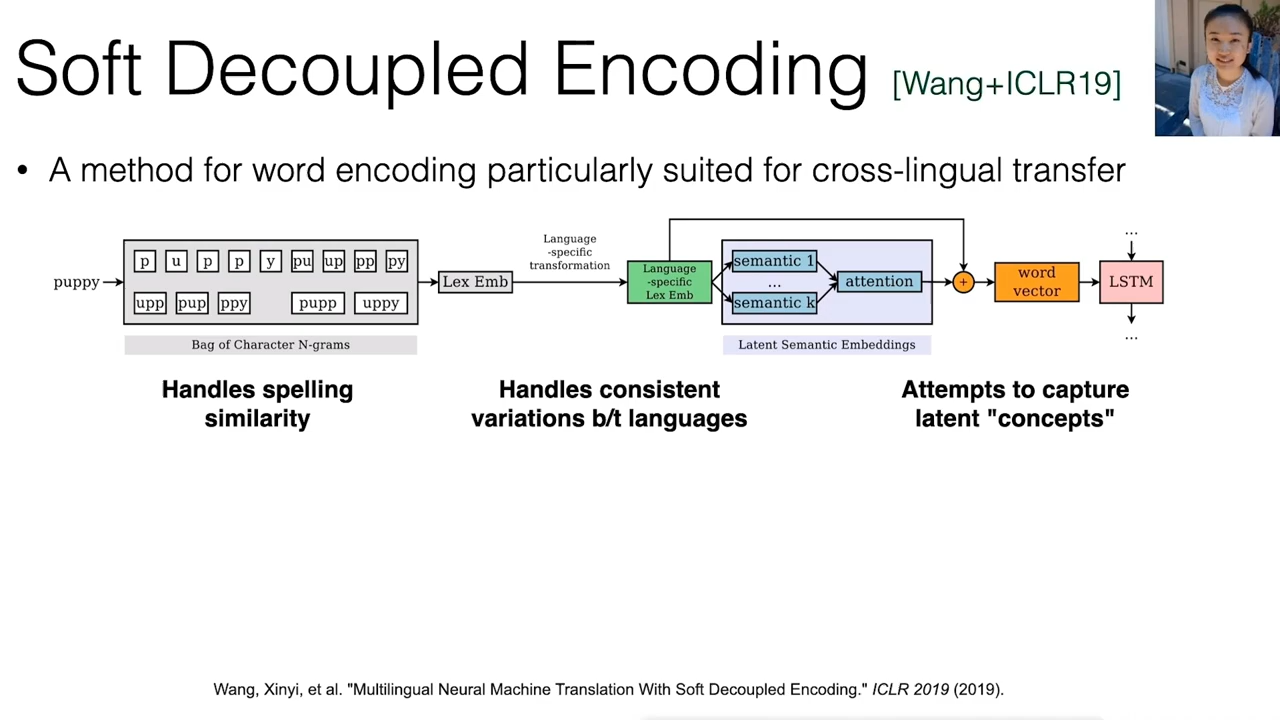 Soft Decoupled Encoding [Wang+ICLR19]
• A method for word encoding particularly suited for cross-lingual transfer
puppy
p u p p y pu up pp py
upp pup ppy pupp uppy
Bag of Character N-grams
Lex Emb
Language
-specific
transformation
Language
-specific
Lex Emb
semantic 1
...
semantic k
attention
Latent Semantic Embeddings
+
word
vector
...
LSTM
...
Handles spelling
similarity
Handles consistent
variations b/t languages
Attempts to capture
latent "concepts"
Wang, Xinyi, et al. "Multilingual Neural Machine Translation With Soft Decoupled Encoding." ICLR 2019 (2019).